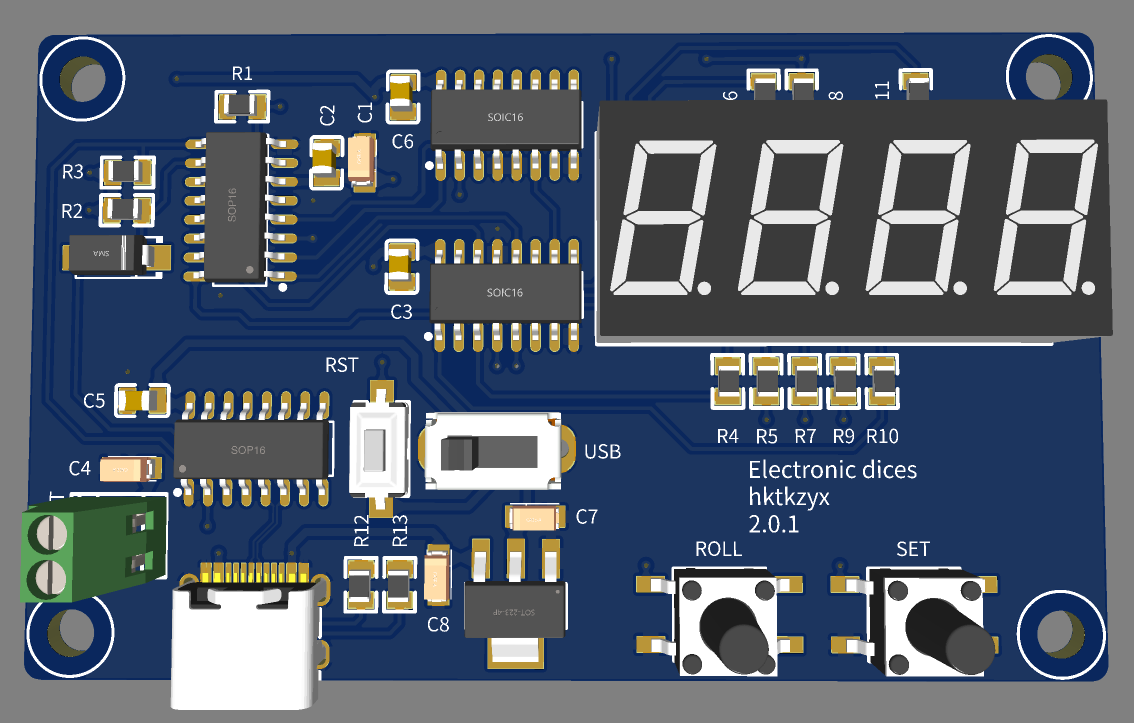 R1
C2
C1
C6
SOIC16
6
8
11
R3
R2
SMA
SOP16
C3
SOIC16
RST
C5
SOP16
C4
USB
R4 R5 R7 R9 R10
Electronic dices
hktkzyx
2.0.1
T
C7
R12
R13
C8
SOT-223-4P
ROLL
SET